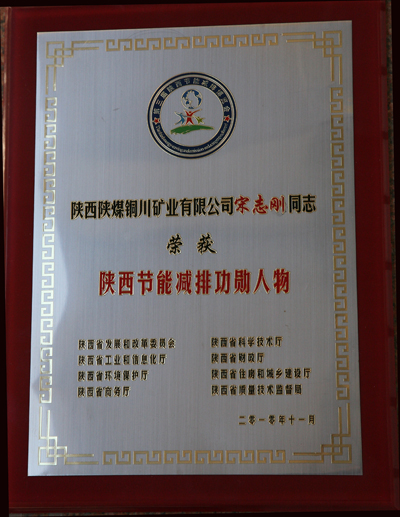 陕西陕煤铜川矿业有限公司宋志刚同志
荣获
陕西节能减排功勋人物
陕西省发展和改革委员会
陕西省工业和信息化厅
陕西省环境保护厅
陕西省商务厅
陕西省科学技术厅
陕西省财政厅
陕西省住房和城乡建设厅
陕西省质量技术监督局
二零一零年十一月